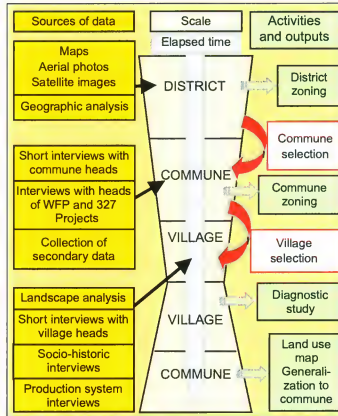 Sources of data
Scale
Elapsed time
Activities
and outputs
Maps
Aerial photos
Satellite images
Geographic analysis
DISTRICT
District
zoning
Commune
selection
Short interviews with
commune heads
Interviews with heads
of WFP and 327
Projects
Collection of
secondary data
COMMUNE
Commune
zoning
VILLAGE
Village
selection
Landscape analysis
Short interviews with
village heads
Socio-historic
interviews
Production system
interviews
VILLAGE
Diagnostic
study
COMMUNE
Land use
map
Generali-
zation to
commune